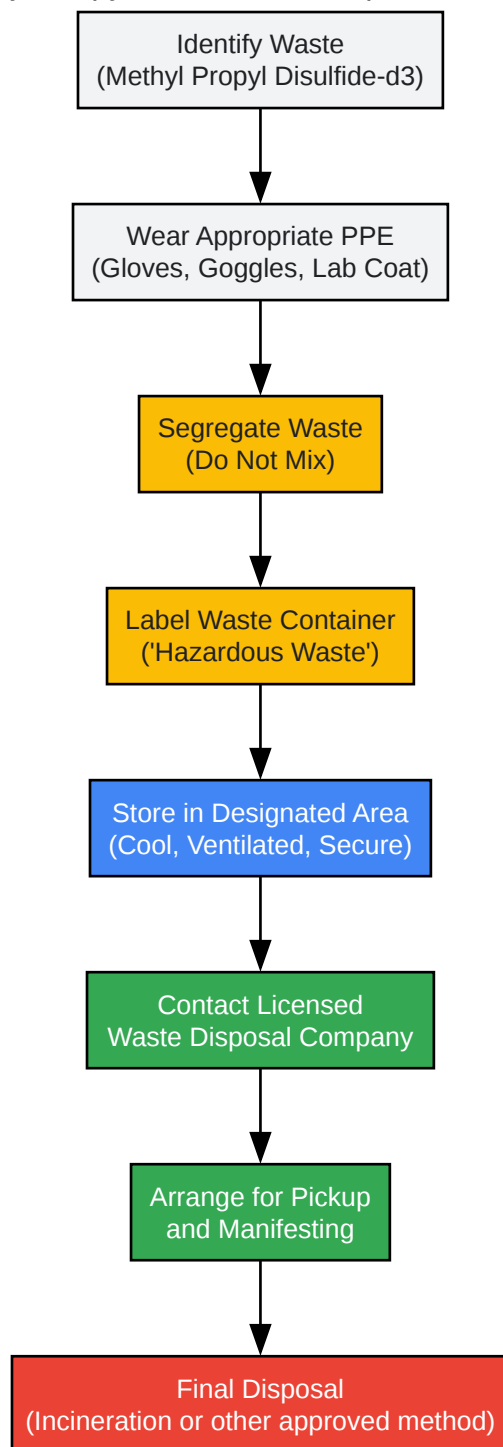 Identify Waste
(Methyl Propyl Disulfide-d3)
Wear Appropriate PPE
(Gloves, Goggles, Lab Coat)
Segregate Waste
(Do Not Mix)
Label Waste Container
('Hazardous Waste')
Store in Designated Area
(Cool, Ventilated, Secure)
Contact Licensed
Waste Disposal Company
Arrange for Pickup
and Manifesting
Final Disposal
(Incineration or other approved method)